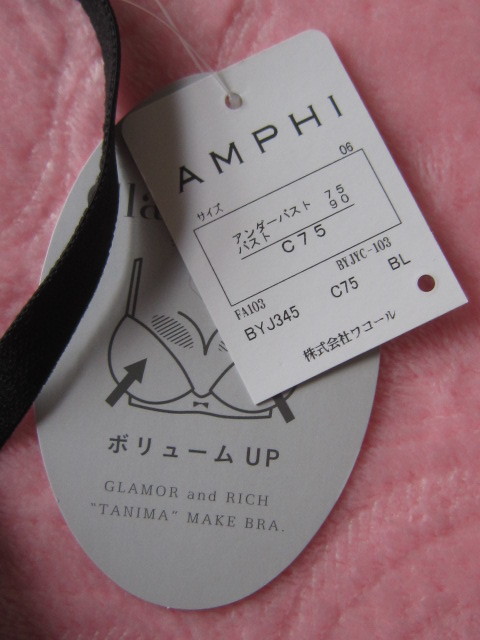 AMPHI
06
サイズ
アンダーバスト 75
バスト 90
C75
FA103 BYJYC-103
BYJ345 C75 BL
株式会社ワコール
ボリューム UP
GLAMOR and RICH
"TANIMA" MAKE BRA.